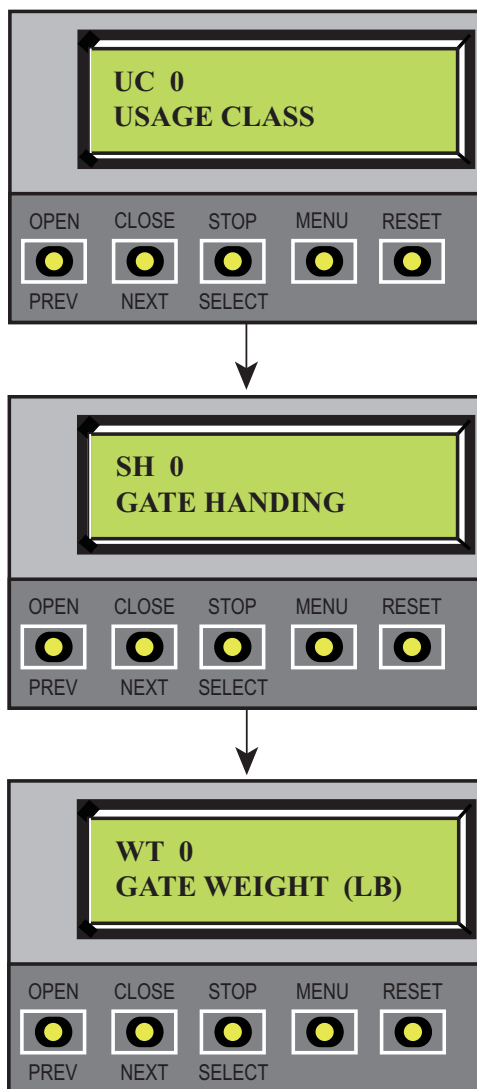 UC 0
USAGE CLASS
OPEN CLOSE STOP MENU RESET
PREV NEXT SELECT
SH 0
GATE HANDING
OPEN CLOSE STOP MENU RESET
PREV NEXT SELECT
WT 0
GATE WEIGHT (LB)
OPEN CLOSE STOP MENU RESET
PREV NEXT SELECT